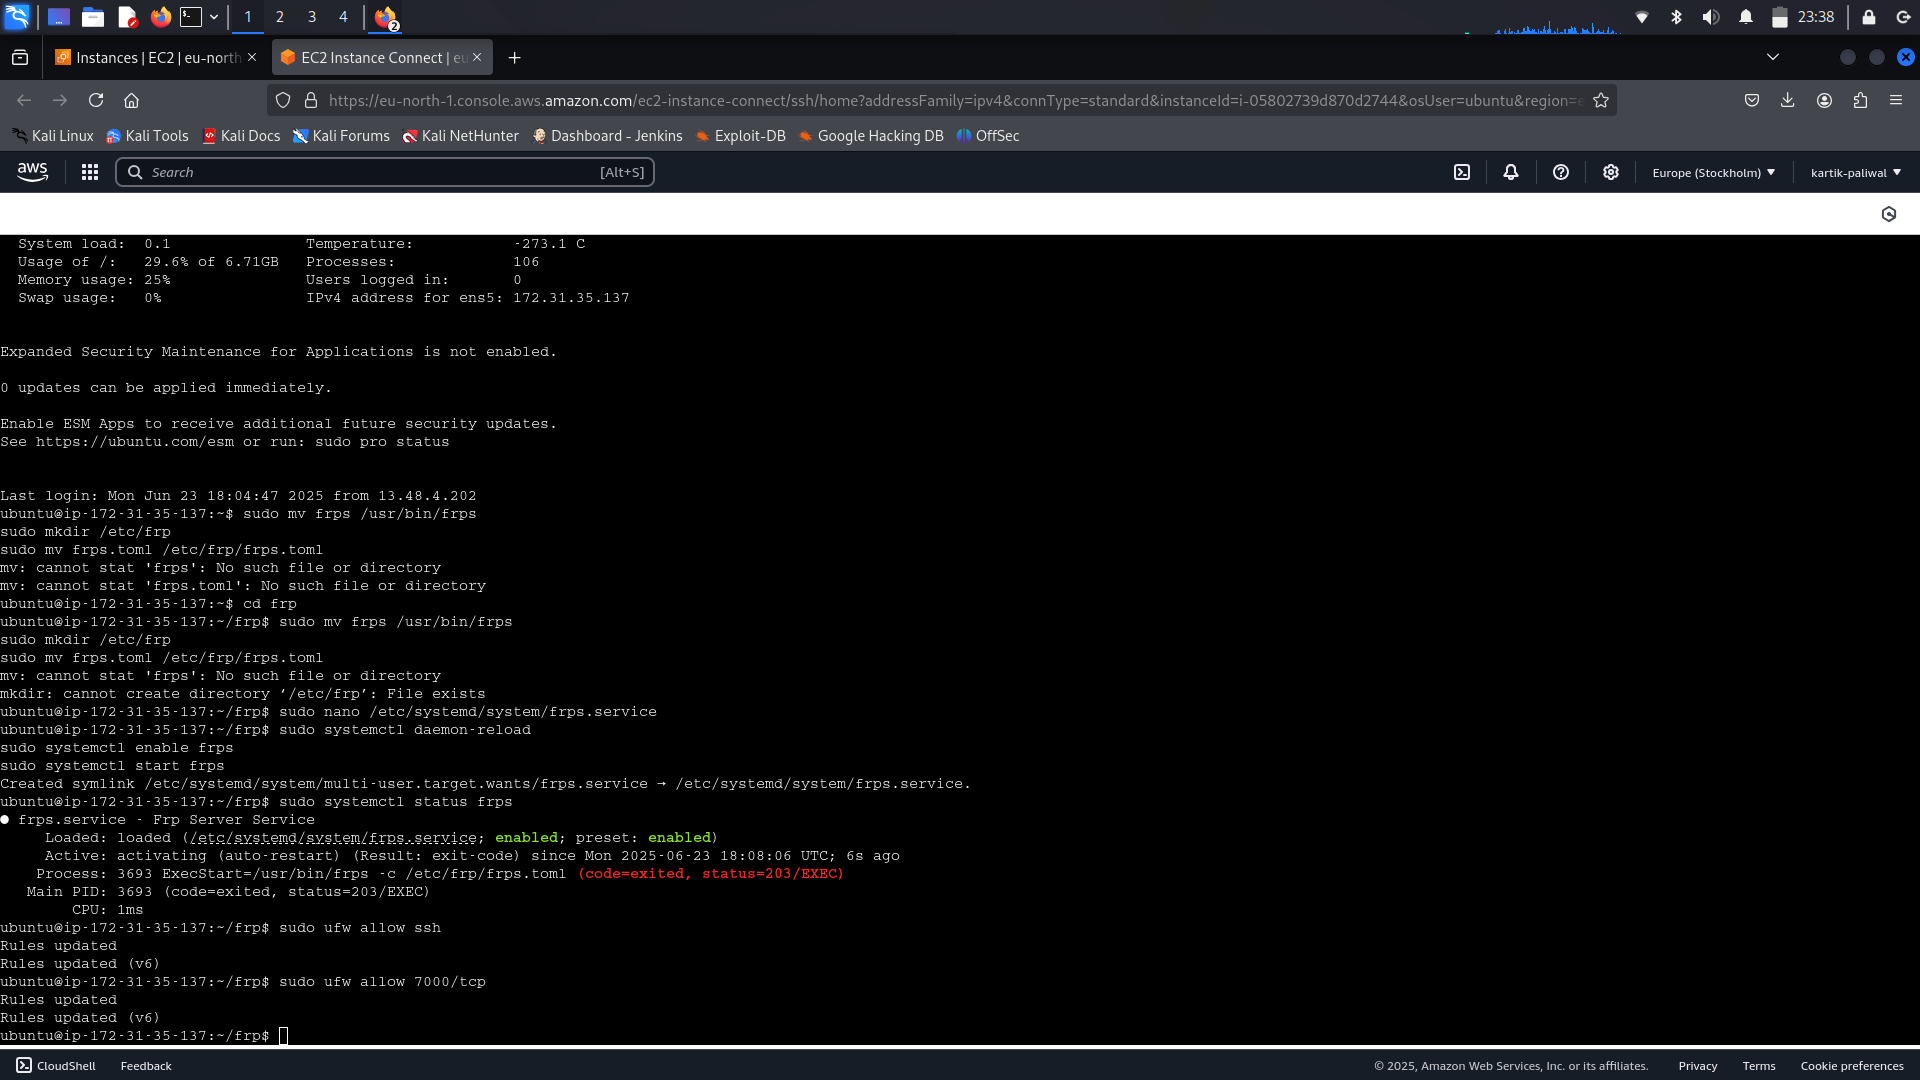 1 2 3 4 2 23:38
Instances | EC2 | eu-north
EC2 Instance Connect | eu
https://eu-north-1.console.aws.amazon.com/ec2-instance-connect/ssh/home?addressFamily=ipv4&connType=standard&instanceId=i-05802739d870d2744&osUser=ubuntu&region=e
Kali Linux Kali Tools Kali Docs Kali Forums Kali NetHunter Dashboard - Jenkins Exploit-DB Google Hacking DB OffSec
aws Search [Alt+S] Europe (Stockholm) kartik-paliwal
System load: 0.1 Temperature: -273.1 C
Usage of /: 29.6% of 6.71GB Processes: 106
Memory usage: 25% Users logged in: 0
Swap usage: 0% IPv4 address for ens5: 172.31.35.137
Expanded Security Maintenance for Applications is not enabled.
0 updates can be applied immediately.
Enable ESM Apps to receive additional future security updates.
See https://ubuntu.com/esm or run: sudo pro status
Last login: Mon Jun 23 18:04:47 2025 from 13.48.4.202
ubuntu@ip-172-31-35-137:~$ sudo mv frps /usr/bin/frps
sudo mkdir /etc/frp
sudo mv frps.toml /etc/frp/frps.toml
mv: cannot stat 'frps': No such file or directory
mv: cannot stat 'frps.toml': No such file or directory
ubuntu@ip-172-31-35-137:~$ cd frp
ubuntu@ip-172-31-35-137:~/frp$ sudo mv frps /usr/bin/frps
sudo mkdir /etc/frp
sudo mv frps.toml /etc/frp/frps.toml
mv: cannot stat 'frps': No such file or directory
mkdir: cannot create directory ‘/etc/frp’: File exists
ubuntu@ip-172-31-35-137:~/frp$ sudo nano /etc/systemd/system/frps.service
ubuntu@ip-172-31-35-137:~/frp$ sudo systemctl daemon-reload
sudo systemctl enable frps
sudo systemctl start frps
Created symlink /etc/systemd/system/multi-user.target.wants/frps.service → /etc/systemd/system/frps.service.
ubuntu@ip-172-31-35-137:~/frp$ sudo systemctl status frps
● frps.service - Frp Server Service
Loaded: loaded (/etc/systemd/system/frps.service; enabled; preset: enabled)
Active: activating (auto-restart) (Result: exit-code) since Mon 2025-06-23 18:08:06 UTC; 6s ago
Process: 3693 ExecStart=/usr/bin/frps -c /etc/frp/frps.toml (code=exited, status=203/EXEC)
Main PID: 3693 (code=exited, status=203/EXEC)
CPU: 1ms
ubuntu@ip-172-31-35-137:~/frp$ sudo ufw allow ssh
Rules updated
Rules updated (v6)
ubuntu@ip-172-31-35-137:~/frp$ sudo ufw allow 7000/tcp
Rules updated
Rules updated (v6)
ubuntu@ip-172-31-35-137:~/frp$
CloudShell Feedback © 2025, Amazon Web Services, Inc. or its affiliates. Privacy Terms Cookie preferences